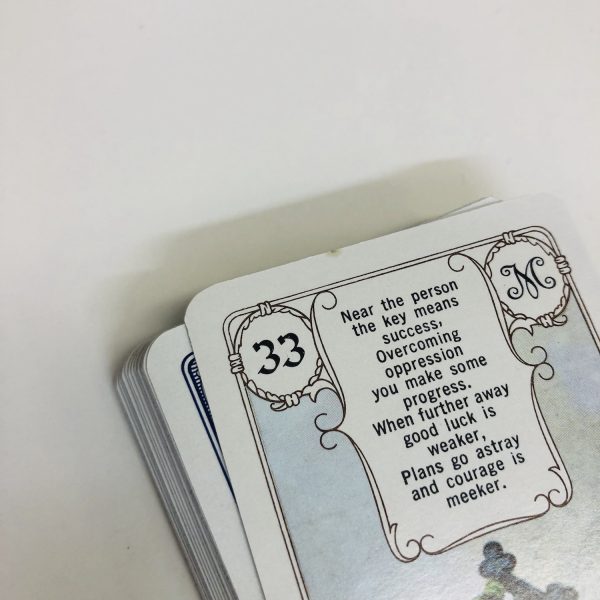 33
M
Near the person
the key means
success,
Overcoming
oppression
you make some
progress.
When further away
good luck is
weaker,
Plans go astray
and courage is
meeker.